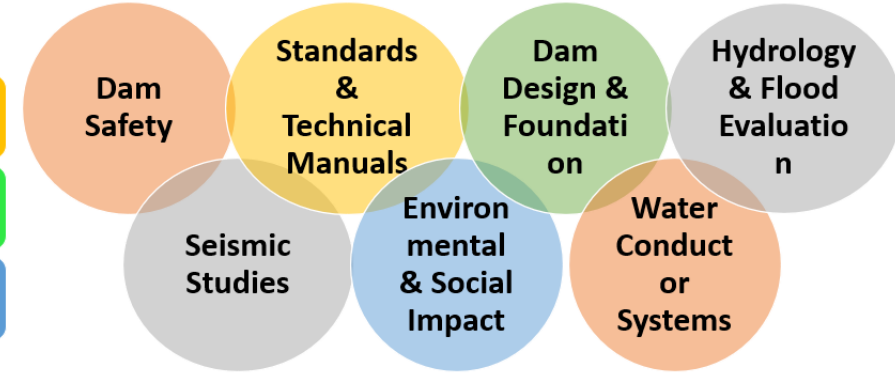 Dam
Safety
Standards
&
Technical
Manuals
Dam
Design &
Foundati
on
Hydrology
& Flood
Evaluatio
n
Seismic
Studies
Environ
mental
& Social
Impact
Water
Conduct
or
Systems